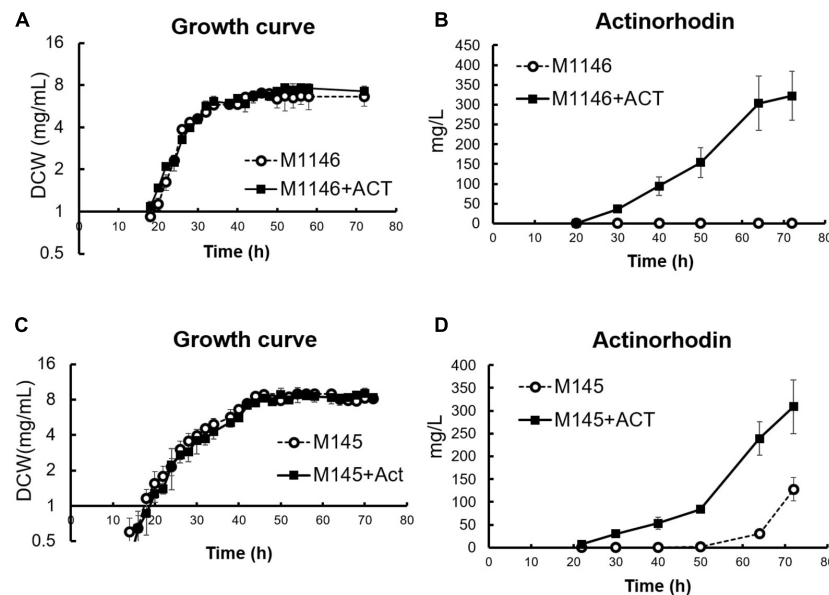 A
Growth curve
16
8
4
2
1
0.5
DCW (mg/mL)
0 10 20 30 40 50 60 70 80
Time (h)
M1146
M1146+ACT
B
Actinorhodin
450
400
350
300
250
200
150
100
50
0
mg/L
0 10 20 30 40 50 60 70 80
Time (h)
M1146
M1146+ACT
C
Growth curve
16
8
4
2
1
0.5
DCW(mg/mL)
0 10 20 30 40 50 60 70 80
Time (h)
M145
M145+Act
D
Actinorhodin
400
350
300
250
200
150
100
50
0
mg/L
0 10 20 30 40 50 60 70 80
Time (h)
M145
M145+ACT